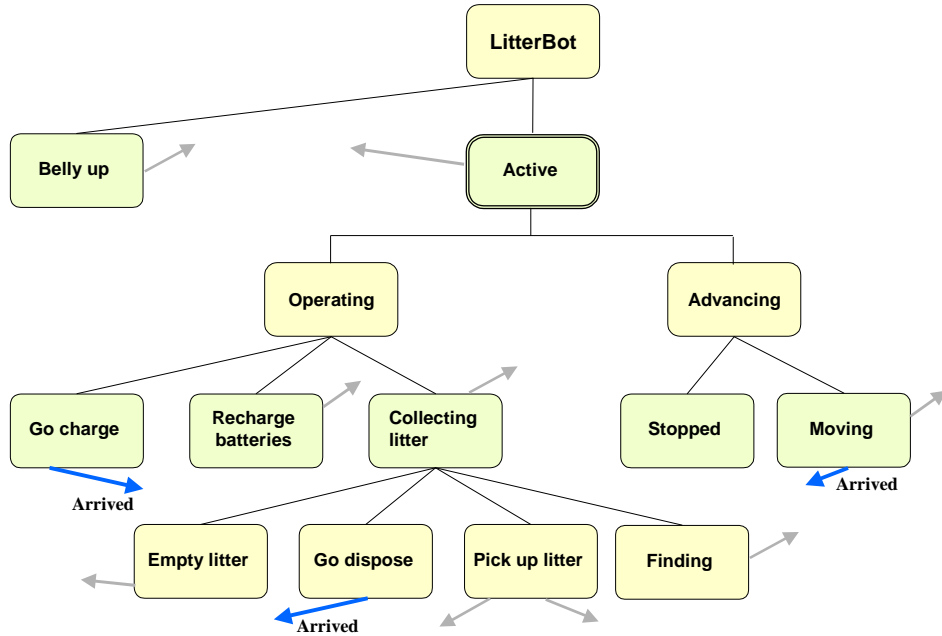 LitterBot
Belly up
Active
Operating
Advancing
Go charge
Recharge
batteries
Collecting
litter
Stopped
Moving
Arrived
Arrived
Empty litter
Go dispose
Pick up litter
Finding
Arrived